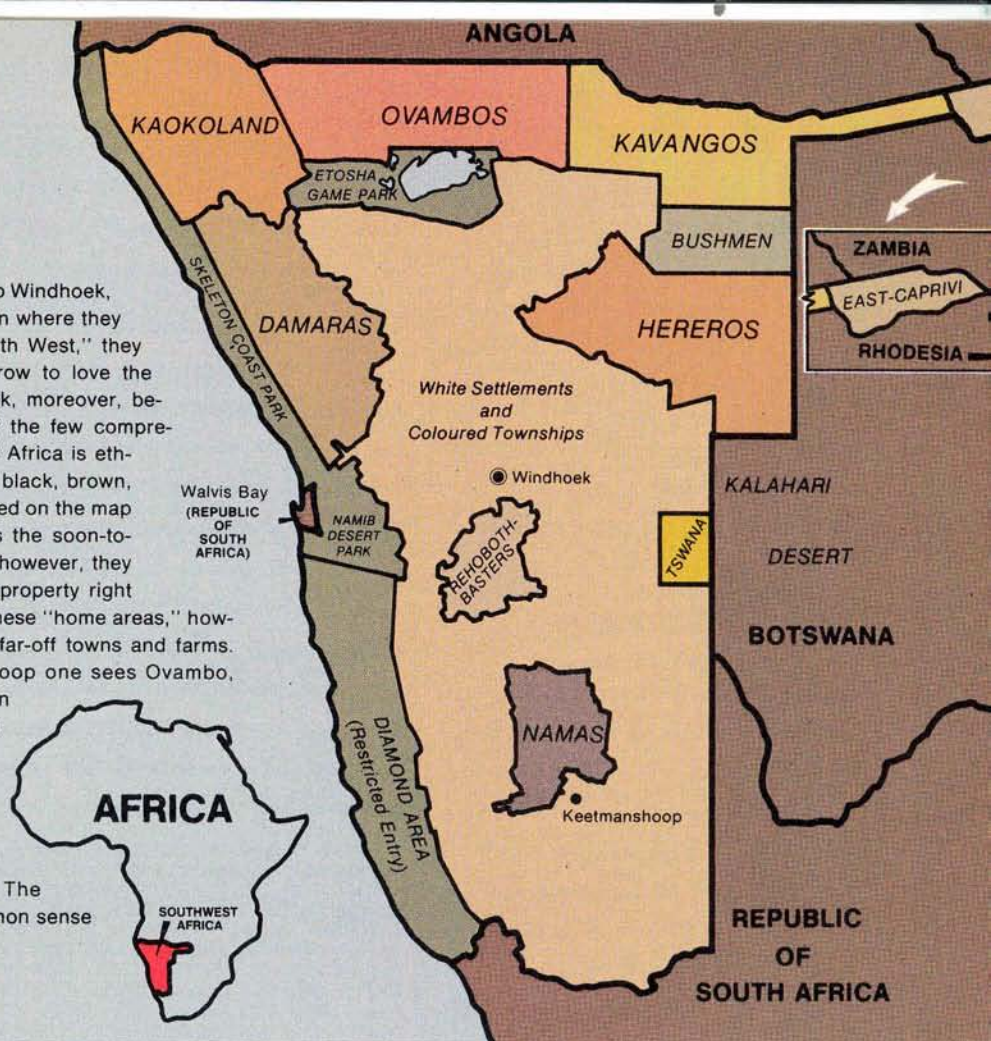 ANGOLA
KAOKOLAND
OVAMBOS
KAVANGOS
ETOSHA
GAME PARK
BUSHMEN
ZAMBIA
EAST-CAPRIVI
RHODESIA
SKELETON COAST PARK
DAMARAS
HEREROS
White Settlements
and
Coloured Townships
Windhoek
KALAHARI
DESERT
Walvis Bay
(REPUBLIC
OF
SOUTH
AFRICA)
NAMIB
DESERT
PARK
REHOBOTH-
BASTERS
TSWANA
BOTSWANA
NAMAS
Keetmanshoop
DIAMOND AREA
(Restricted Entry)
REPUBLIC
OF
SOUTH AFRICA
AFRICA
SOUTHWEST
AFRICA
Windhoek,
n where they
th West," they
row to love the
k, moreover, be-
the few compre-
Africa is eth-
black, brown,
ed on the map
s the soon-to-
however, they
property right
nese "home areas," how-
far-off towns and farms.
oop one sees Ovambo,
n
The
non sense